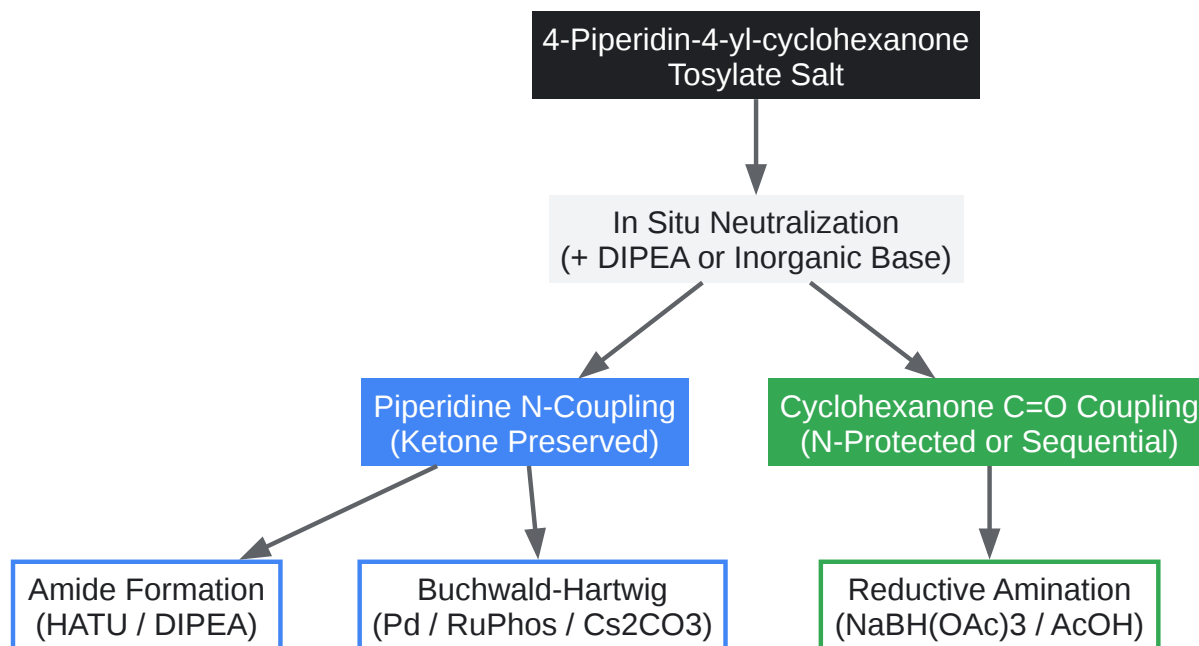 4-Piperidin-4-yl-cyclohexanone
Tosylate Salt
In Situ Neutralization
(+ DIPEA or Inorganic Base)
Piperidine N-Coupling
(Ketone Preserved)
Cyclohexanone C=O Coupling
(N-Protected or Sequential)
Amide Formation
(HATU / DIPEA)
Buchwald-Hartwig
(Pd / RuPhos / Cs2CO3)
Reductive Amination
(NaBH(OAc)3 / AcOH)